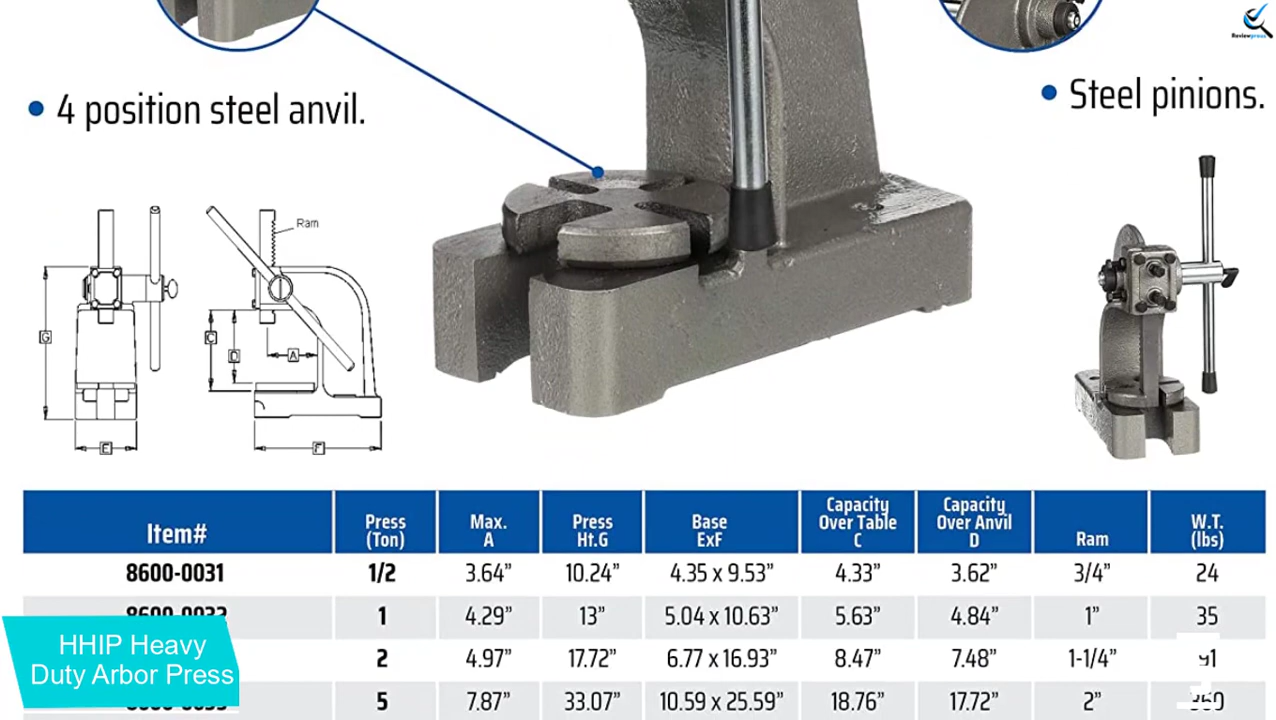 Reviewgross
4 position steel anvil.
Steel pinions.
Ram
G
C
D
A
E
F
Item#
Press (Ton)
Max. A
Press Ht.G
Base ExF
Capacity Over Table C
Capacity Over Anvil D
Ram
W.T. (lbs)
8600-0031 1/2 3.64” 10.24” 4.35 x 9.53” 4.33” 3.62” 3/4” 24
8600-0032 1 4.29” 13” 5.04 x 10.63” 5.63” 4.84” 1” 35
2 4.97” 17.72” 6.77 x 16.93” 8.47” 7.48” 1-1/4” 91
5 7.87” 33.07” 10.59 x 25.59” 18.76” 17.72” 2”
HHIP Heavy
Duty Arbor Press